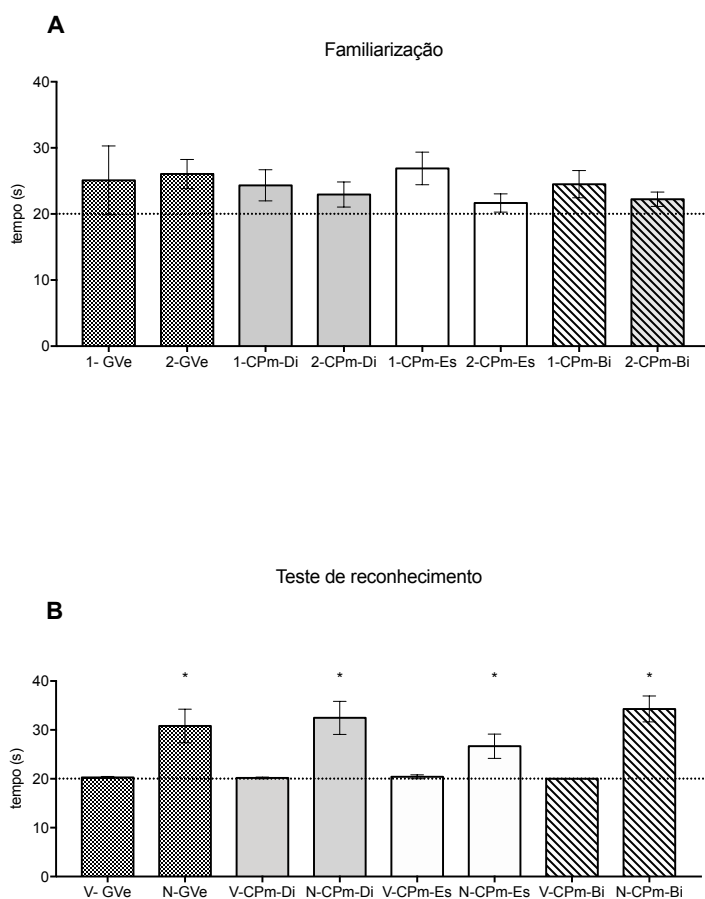 A
Familiarização
40
30
20
10
0
tempo (s)
1- GVe 2-GVe 1-CPm-Di 2-CPm-Di 1-CPm-Es 2-CPm-Es 1-CPm-Bi 2-CPm-Bi
Teste de reconhecimento
B
* * * *
40
30
20
10
0
tempo (s)
V- GVe N-GVe V-CPm-Di N-CPm-Di V-CPm-Es N-CPm-Es V-CPm-Bi N-CPm-Bi